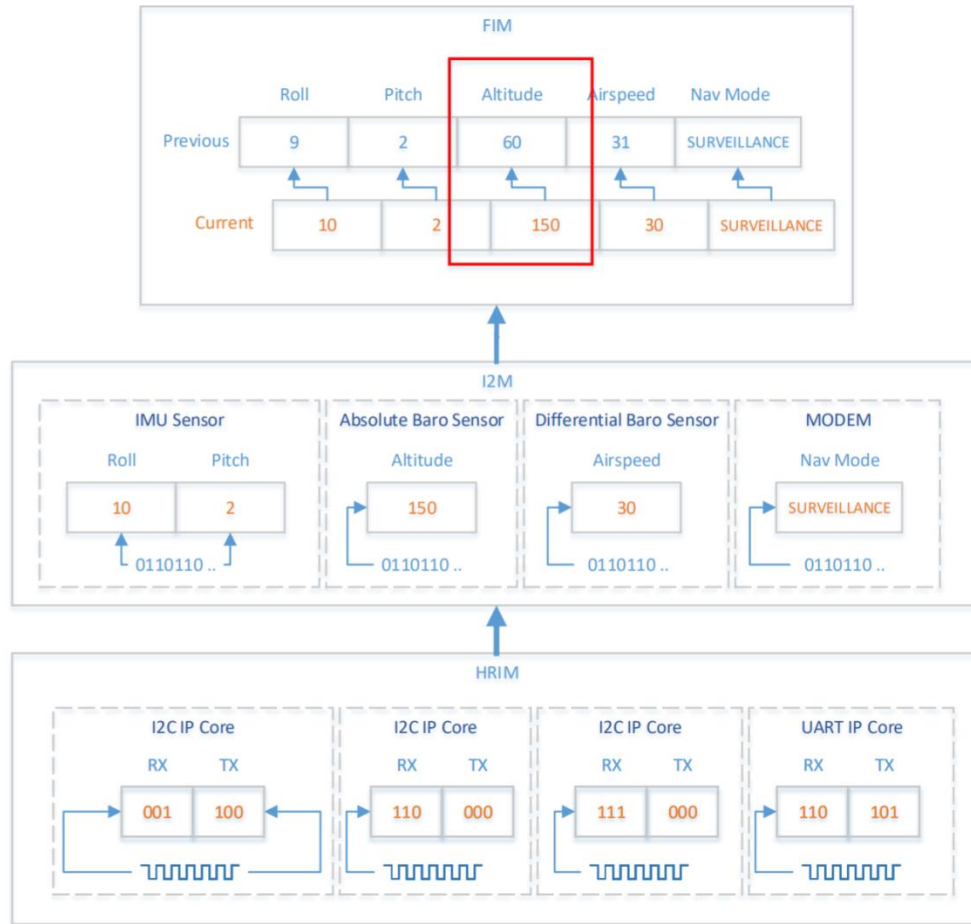 FIM
Roll Pitch Altitude Airspeed Nav Mode
Previous 9 2 60 31 SURVEILLANCE
Current 10 2 150 30 SURVEILLANCE
I2M
IMU Sensor Absolute Baro Sensor Differential Baro Sensor MODEM
Roll Pitch Altitude Airspeed Nav Mode
10 2 150 30 SURVEILLANCE
0110110 .. 0110110 .. 0110110 .. 0110110 ..
HRIM
I2C IP Core I2C IP Core I2C IP Core UART IP Core
RX TX RX TX RX TX RX TX
001 100 110 000 111 000 110 101